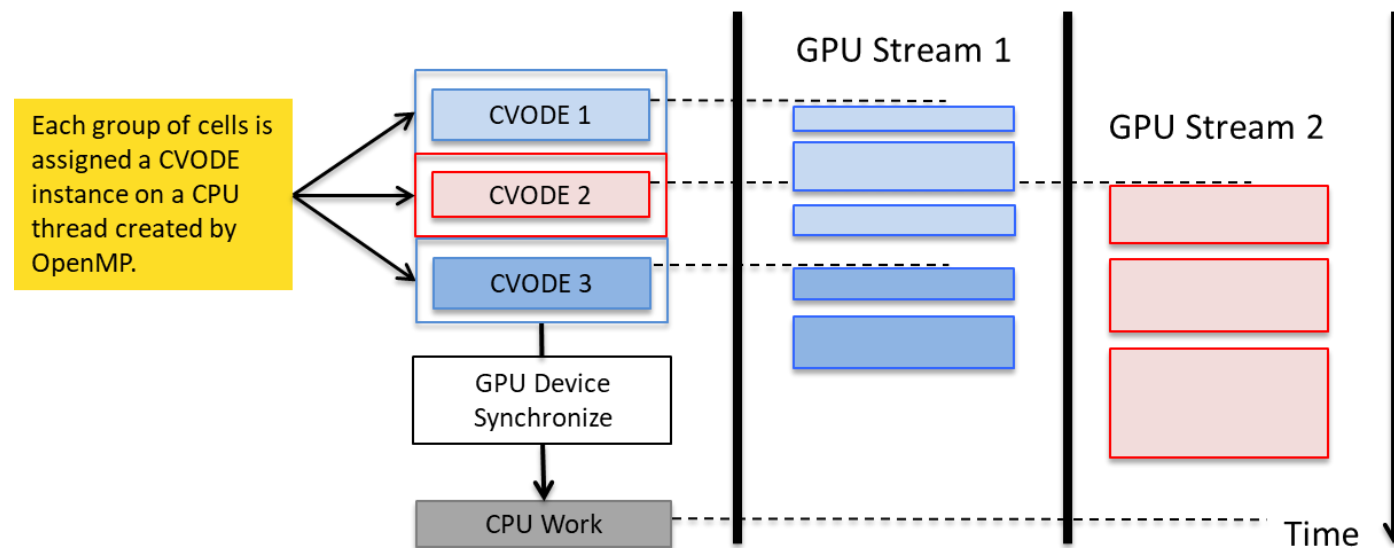 Each group of cells is
assigned a CVODE
instance on a CPU
thread created by
OpenMP.
CVODE 1
CVODE 2
CVODE 3
GPU Device
Synchronize
CPU Work
GPU Stream 1
GPU Stream 2
Time